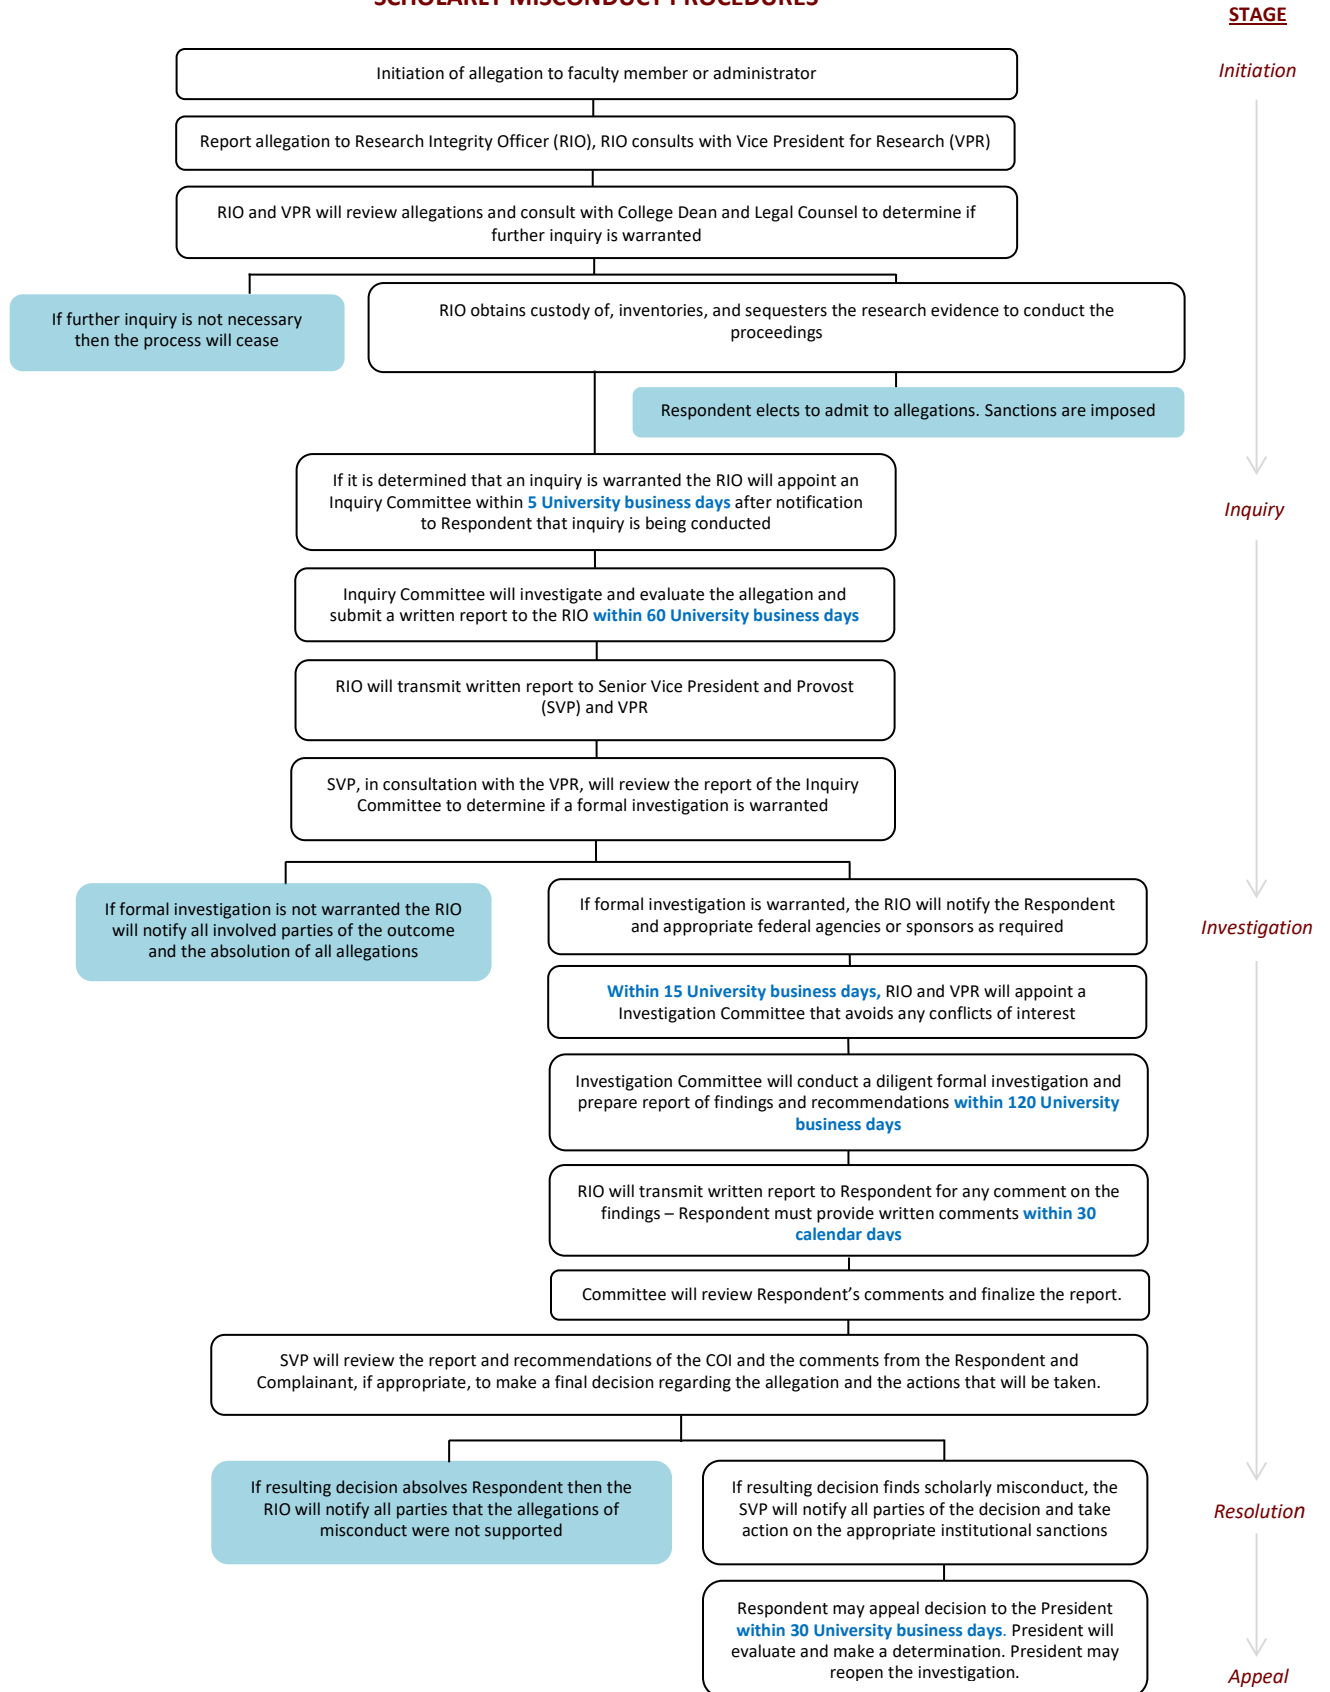 SCHOLARLY MISCONDUCT PROCEDURES
STAGE
Initiation of allegation to faculty member or administrator
Initiation
Report allegation to Research Integrity Officer (RIO), RIO consults with Vice President for Research (VPR)
RIO and VPR will review allegations and consult with College Dean and Legal Counsel to determine if
further inquiry is warranted
If further inquiry is not necessary
then the process will cease
RIO obtains custody of, inventories, and sequesters the research evidence to conduct the
proceedings
Respondent elects to admit to allegations. Sanctions are imposed
If it is determined that an inquiry is warranted the RIO will appoint an
Inquiry Committee within 5 University business days after notification
to Respondent that inquiry is being conducted
Inquiry
Inquiry Committee will investigate and evaluate the allegation and
submit a written report to the RIO within 60 University business days
RIO will transmit written report to Senior Vice President and Provost
(SVP) and VPR
SVP, in consultation with the VPR, will review the report of the Inquiry
Committee to determine if a formal investigation is warranted
If formal investigation is not warranted the RIO
will notify all involved parties of the outcome
and the absolution of all allegations
If formal investigation is warranted, the RIO will notify the Respondent
and appropriate federal agencies or sponsors as required
Investigation
Within 15 University business days, RIO and VPR will appoint a
Investigation Committee that avoids any conflicts of interest
Investigation Committee will conduct a diligent formal investigation and
prepare report of findings and recommendations within 120 University
business days
RIO will transmit written report to Respondent for any comment on the
findings – Respondent must provide written comments within 30
calendar days
Committee will review Respondent’s comments and finalize the report.
SVP will review the report and recommendations of the COI and the comments from the Respondent and
Complainant, if appropriate, to make a final decision regarding the allegation and the actions that will be taken.
If resulting decision absolves Respondent then the
RIO will notify all parties that the allegations of
misconduct were not supported
If resulting decision finds scholarly misconduct, the
SVP will notify all parties of the decision and take
action on the appropriate institutional sanctions
Resolution
Respondent may appeal decision to the President
within 30 University business days. President will
evaluate and make a determination. President may
reopen the investigation.
Appeal